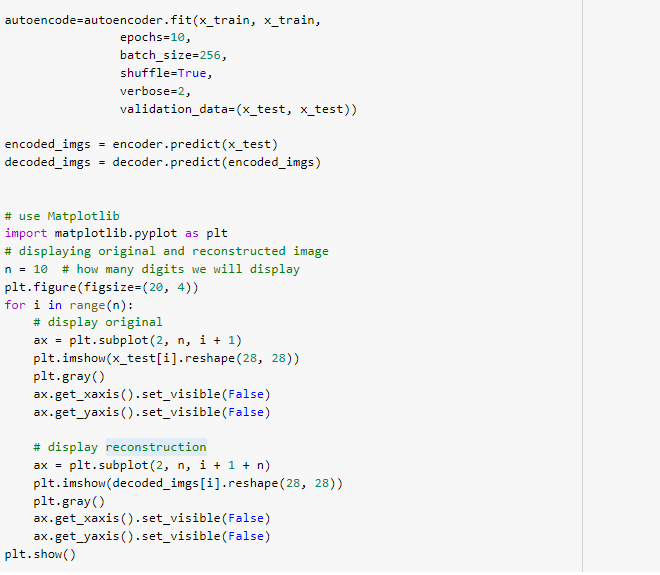 autoencode=autoencoder.fit(x_train, x_train,
                epochs=10,
                batch_size=256,
                shuffle=True,
                verbose=2,
                validation_data=(x_test, x_test))

encoded_imgs = encoder.predict(x_test)
decoded_imgs = decoder.predict(encoded_imgs)


# use Matplotlib
import matplotlib.pyplot as plt
# displaying original and reconstructed image
n = 10  # how many digits we will display
plt.figure(figsize=(20, 4))
for i in range(n):
    # display original
    ax = plt.subplot(2, n, i + 1)
    plt.imshow(x_test[i].reshape(28, 28))
    plt.gray()
    ax.get_xaxis().set_visible(False)
    ax.get_yaxis().set_visible(False)

    # display reconstruction
    ax = plt.subplot(2, n, i + 1 + n)
    plt.imshow(decoded_imgs[i].reshape(28, 28))
    plt.gray()
    ax.get_xaxis().set_visible(False)
    ax.get_yaxis().set_visible(False)
plt.show()